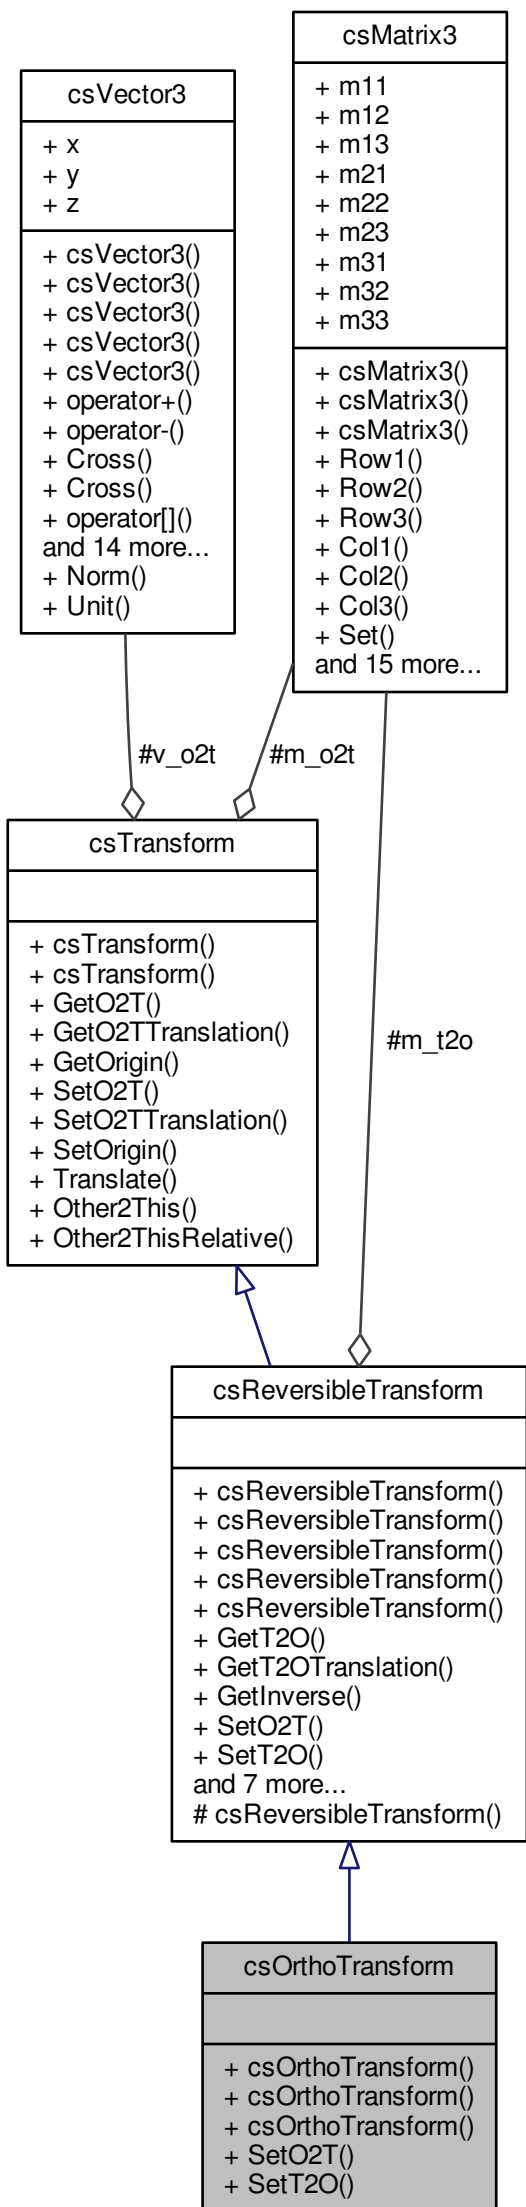 csMatrix3
+ m11
+ m12
+ m13
+ m21
+ m22
+ m23
+ m31
+ m32
+ m33
+ csMatrix3()
+ csMatrix3()
+ csMatrix3()
+ Row1()
+ Row2()
+ Row3()
+ Col1()
+ Col2()
+ Col3()
+ Set()
and 15 more...
csVector3
+ x
+ y
+ z
+ csVector3()
+ csVector3()
+ csVector3()
+ csVector3()
+ csVector3()
+ operator+()
+ operator-()
+ Cross()
+ Cross()
+ operator[]()
and 14 more...
+ Norm()
+ Unit()
#v_o2t
#m_o2t
csTransform
+ csTransform()
+ csTransform()
+ GetO2T()
+ GetO2TTranslation()
+ GetOrigin()
+ SetO2T()
+ SetO2TTranslation()
+ SetOrigin()
+ Translate()
+ Other2This()
+ Other2ThisRelative()
#m_t2o
csReversibleTransform
+ csReversibleTransform()
+ csReversibleTransform()
+ csReversibleTransform()
+ csReversibleTransform()
+ csReversibleTransform()
+ GetT2O()
+ GetT2OTranslation()
+ GetInverse()
+ SetO2T()
+ SetT2O()
and 7 more...
# csReversibleTransform()
csOrthoTransform
+ csOrthoTransform()
+ csOrthoTransform()
+ csOrthoTransform()
+ SetO2T()
+ SetT2O()